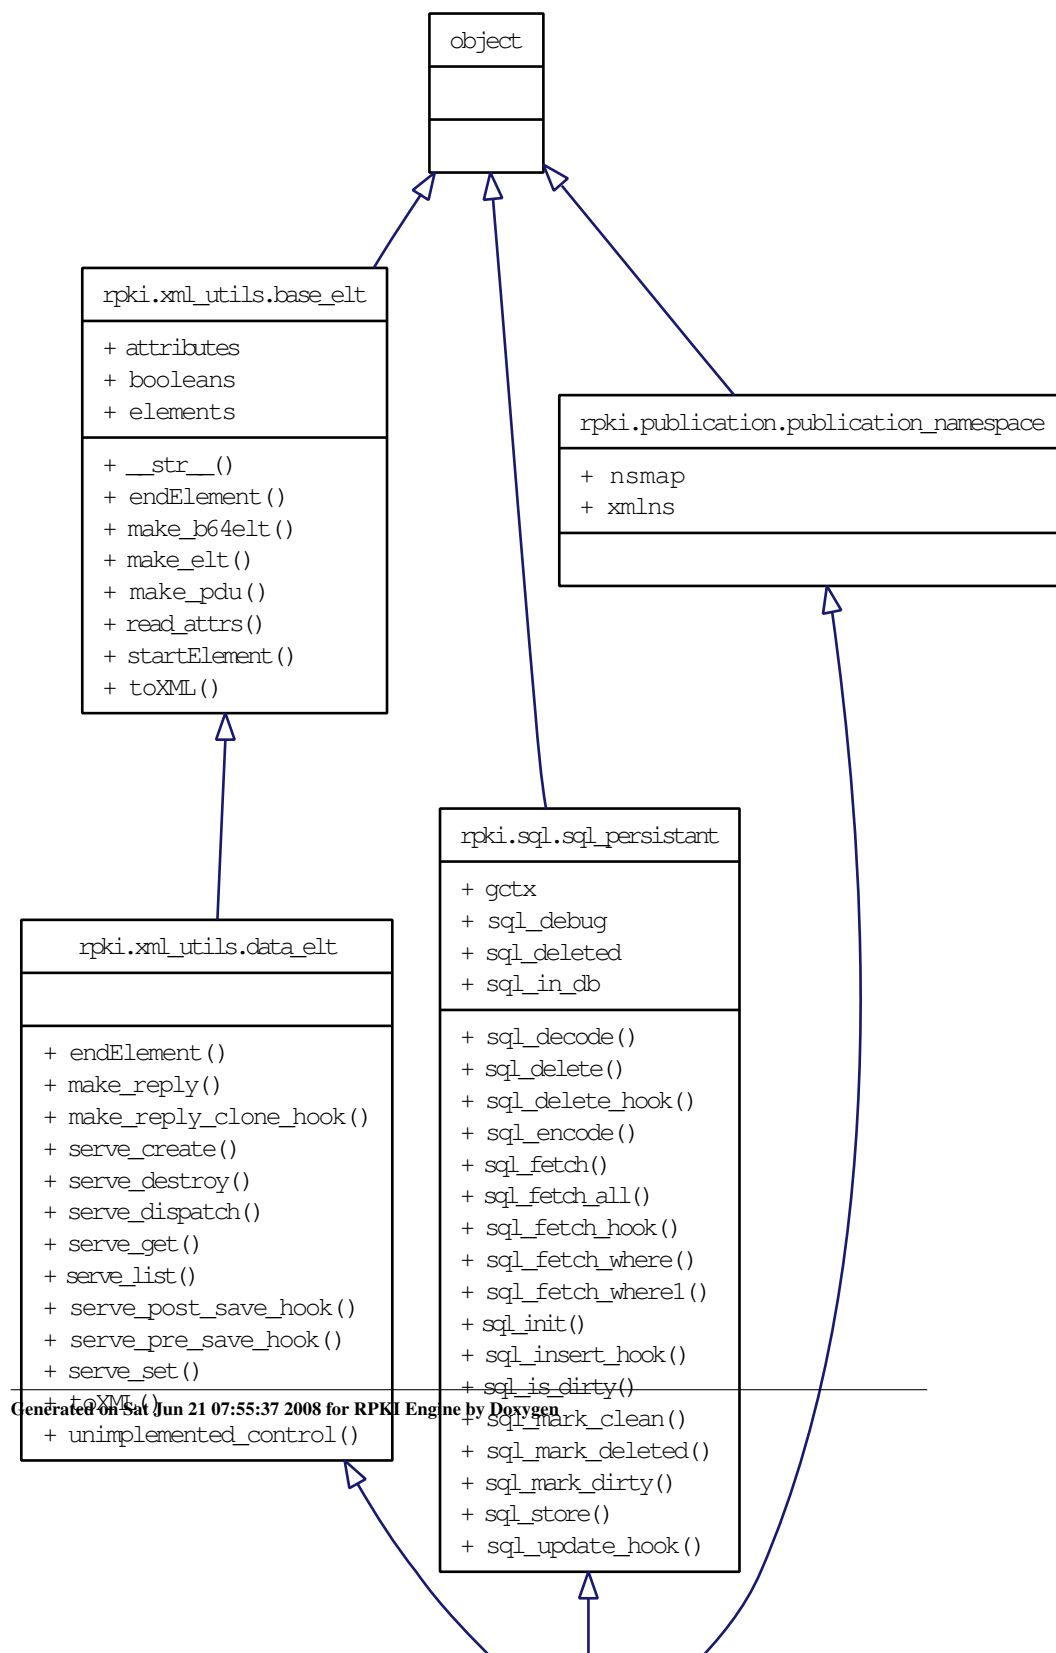 object
rpki.xml_utils.base_elt
+ attributes
+ booleans
+ elements
+ __str__()
+ endElement()
+ make_b64elt()
+ make_elt()
+ make_pdu()
+ read_attrs()
+ startElement()
+ toXML()
rpki.publication.publication_namespace
+ nsmap
+ xmlns
rpki.sql.sql_persistant
+ gctx
+ sql_debug
+ sql_deleted
+ sql_in_db
+ sql_decode()
+ sql_delete()
+ sql_delete_hook()
+ sql_encode()
+ sql_fetch()
+ sql_fetch_all()
+ sql_fetch_hook()
+ sql_fetch_where()
+ sql_fetch_where1()
+ sql_init()
+ sql_insert_hook()
+ sql_is_dirty()
+ sql_mark_clean()
+ sql_mark_deleted()
+ sql_mark_dirty()
+ sql_store()
+ sql_update_hook()
rpki.xml_utils.data_elt
+ endElement()
+ make_reply()
+ make_reply_clone_hook()
+ serve_create()
+ serve_destroy()
+ serve_dispatch()
+ serve_get()
+ serve_list()
+ serve_post_save_hook()
+ serve_pre_save_hook()
+ serve_set()
+ toXML()
+ unimplemented_control()
Generated on Sat Jun 21 07:55:37 2008 for RPKI Engine by Doxygen